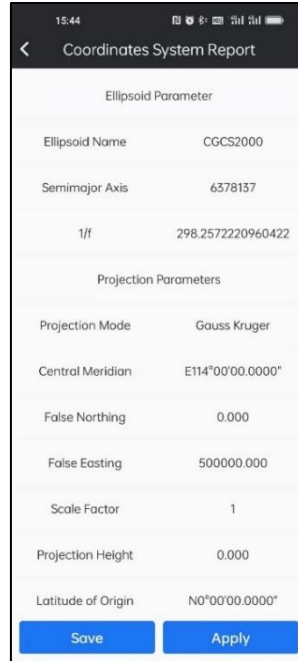 15:44
Coordinates System Report
Ellipsoid Parameter
Ellipsoid Name CGCS2000
Semimajor Axis 6378137
1/f 298.2572220960422
Projection Parameters
Projection Mode Gauss Kruger
Central Meridian E114°00'00.0000"
False Northing 0.000
False Easting 500000.000
Scale Factor 1
Projection Height 0.000
Latitude of Origin N0°00'00.0000"
Save Apply